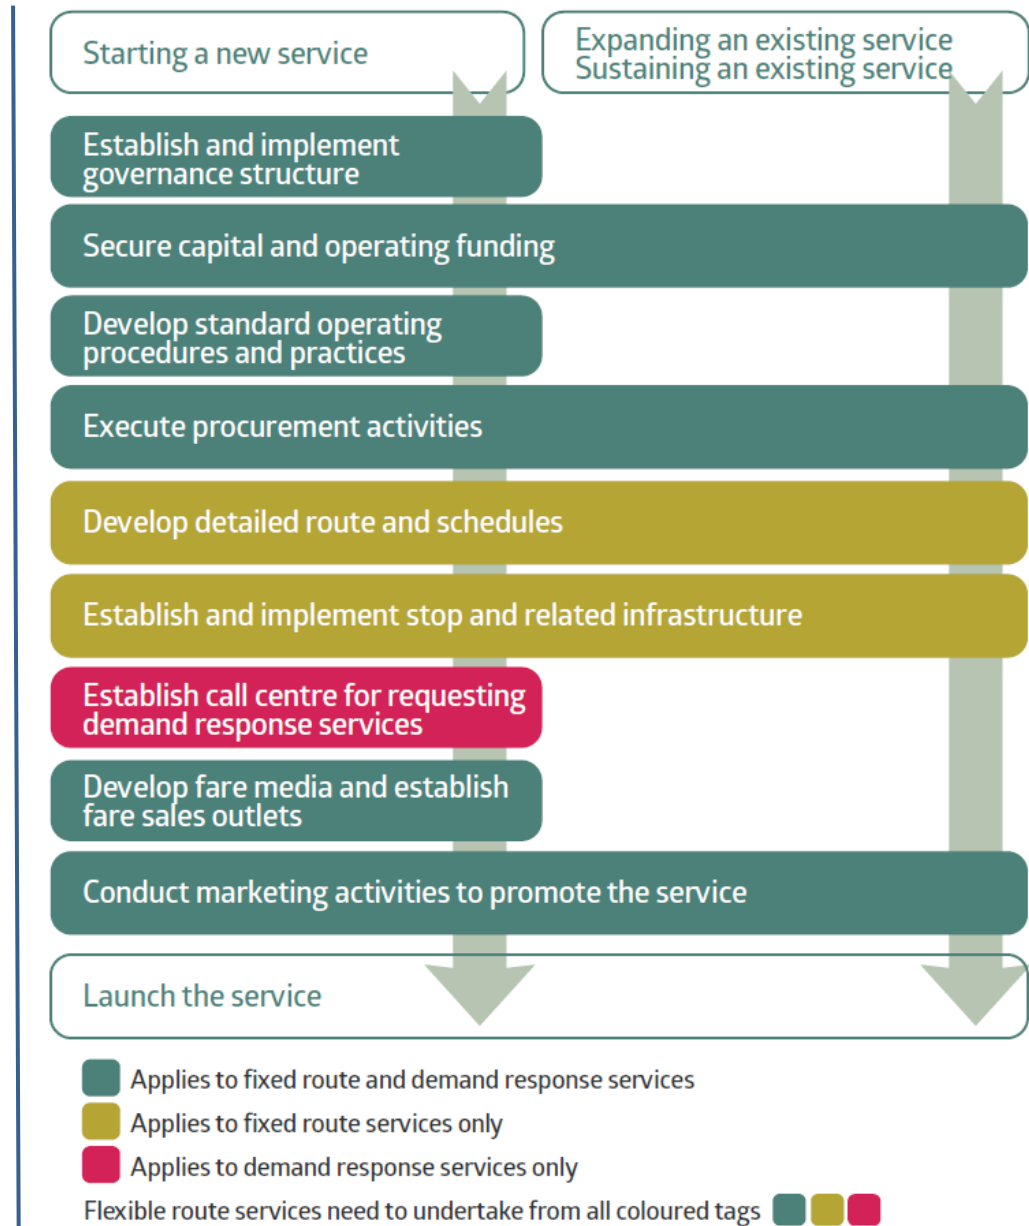 Starting a new service
Expanding an existing service
Sustaining an existing service
Establish and implement
governance structure
Secure capital and operating funding
Develop standard operating
procedures and practices
Execute procurement activities
Develop detailed route and schedules
Establish and implement stop and related infrastructure
Establish call centre for requesting
demand response services
Develop fare media and establish
fare sales outlets
Conduct marketing activities to promote the service
Launch the service
Applies to fixed route and demand response services
Applies to fixed route services only
Applies to demand response services only
Flexible route services need to undertake from all coloured tags